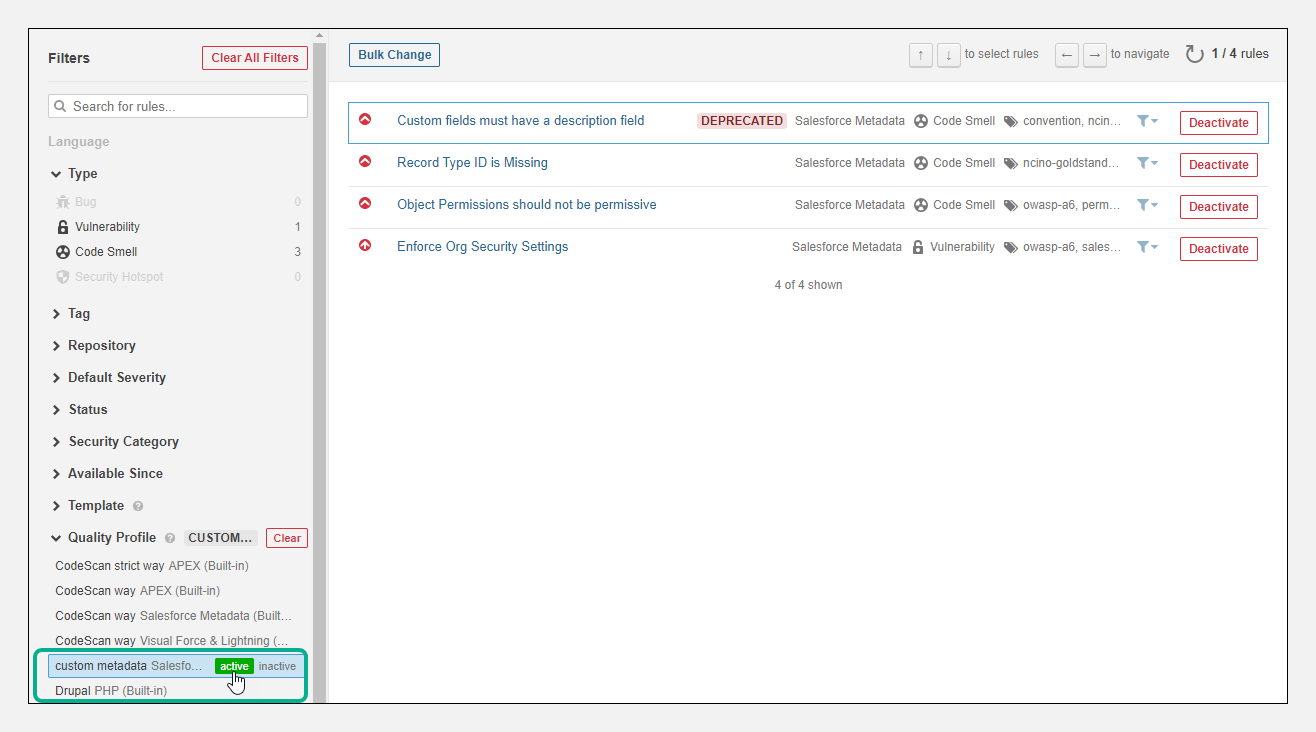 Filters
Clear All Filters
Search for rules...
Language
Type
Bug 0
Vulnerability 1
Code Smell 3
Security Hotspot 0
Tag
Repository
Default Severity
Status
Security Category
Available Since
Template ?
Quality Profile ? CUSTOM... Clear
CodeScan strict way APEX (Built-in)
CodeScan way APEX (Built-in)
CodeScan way Salesforce Metadata (Built...
CodeScan way Visual Force & Lightning (...
custom metadata Salesfo... active inactive
Drupal PHP (Built-in)
Bulk Change
↑ ↓ to select rules ← → to navigate 1 / 4 rules
Custom fields must have a description field DEPRECATED Salesforce Metadata Code Smell convention, ncin... Deactivate
Record Type ID is Missing Salesforce Metadata Code Smell ncino-goldstand... Deactivate
Object Permissions should not be permissive Salesforce Metadata Code Smell owasp-a6, perm... Deactivate
Enforce Org Security Settings Salesforce Metadata Vulnerability owasp-a6, sales... Deactivate
4 of 4 shown